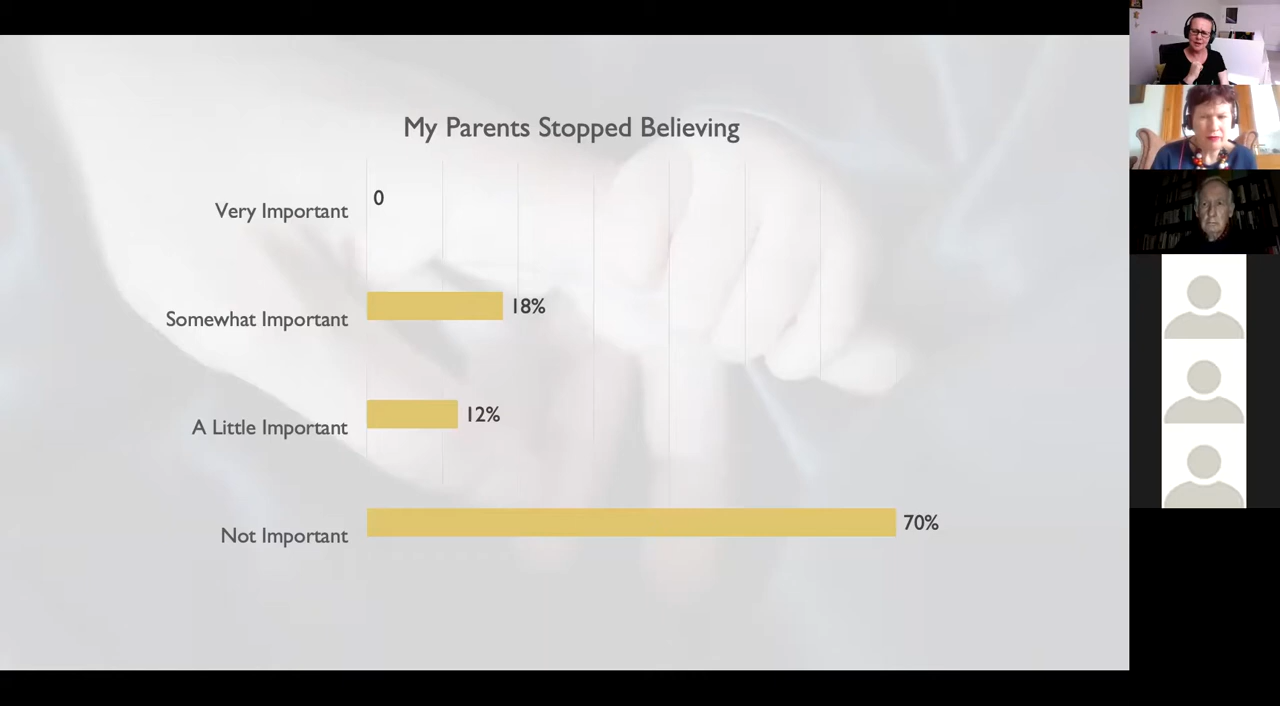 My Parents Stopped Believing
Very Important
0
Somewhat Important
18%
A Little Important
12%
Not Important
70%